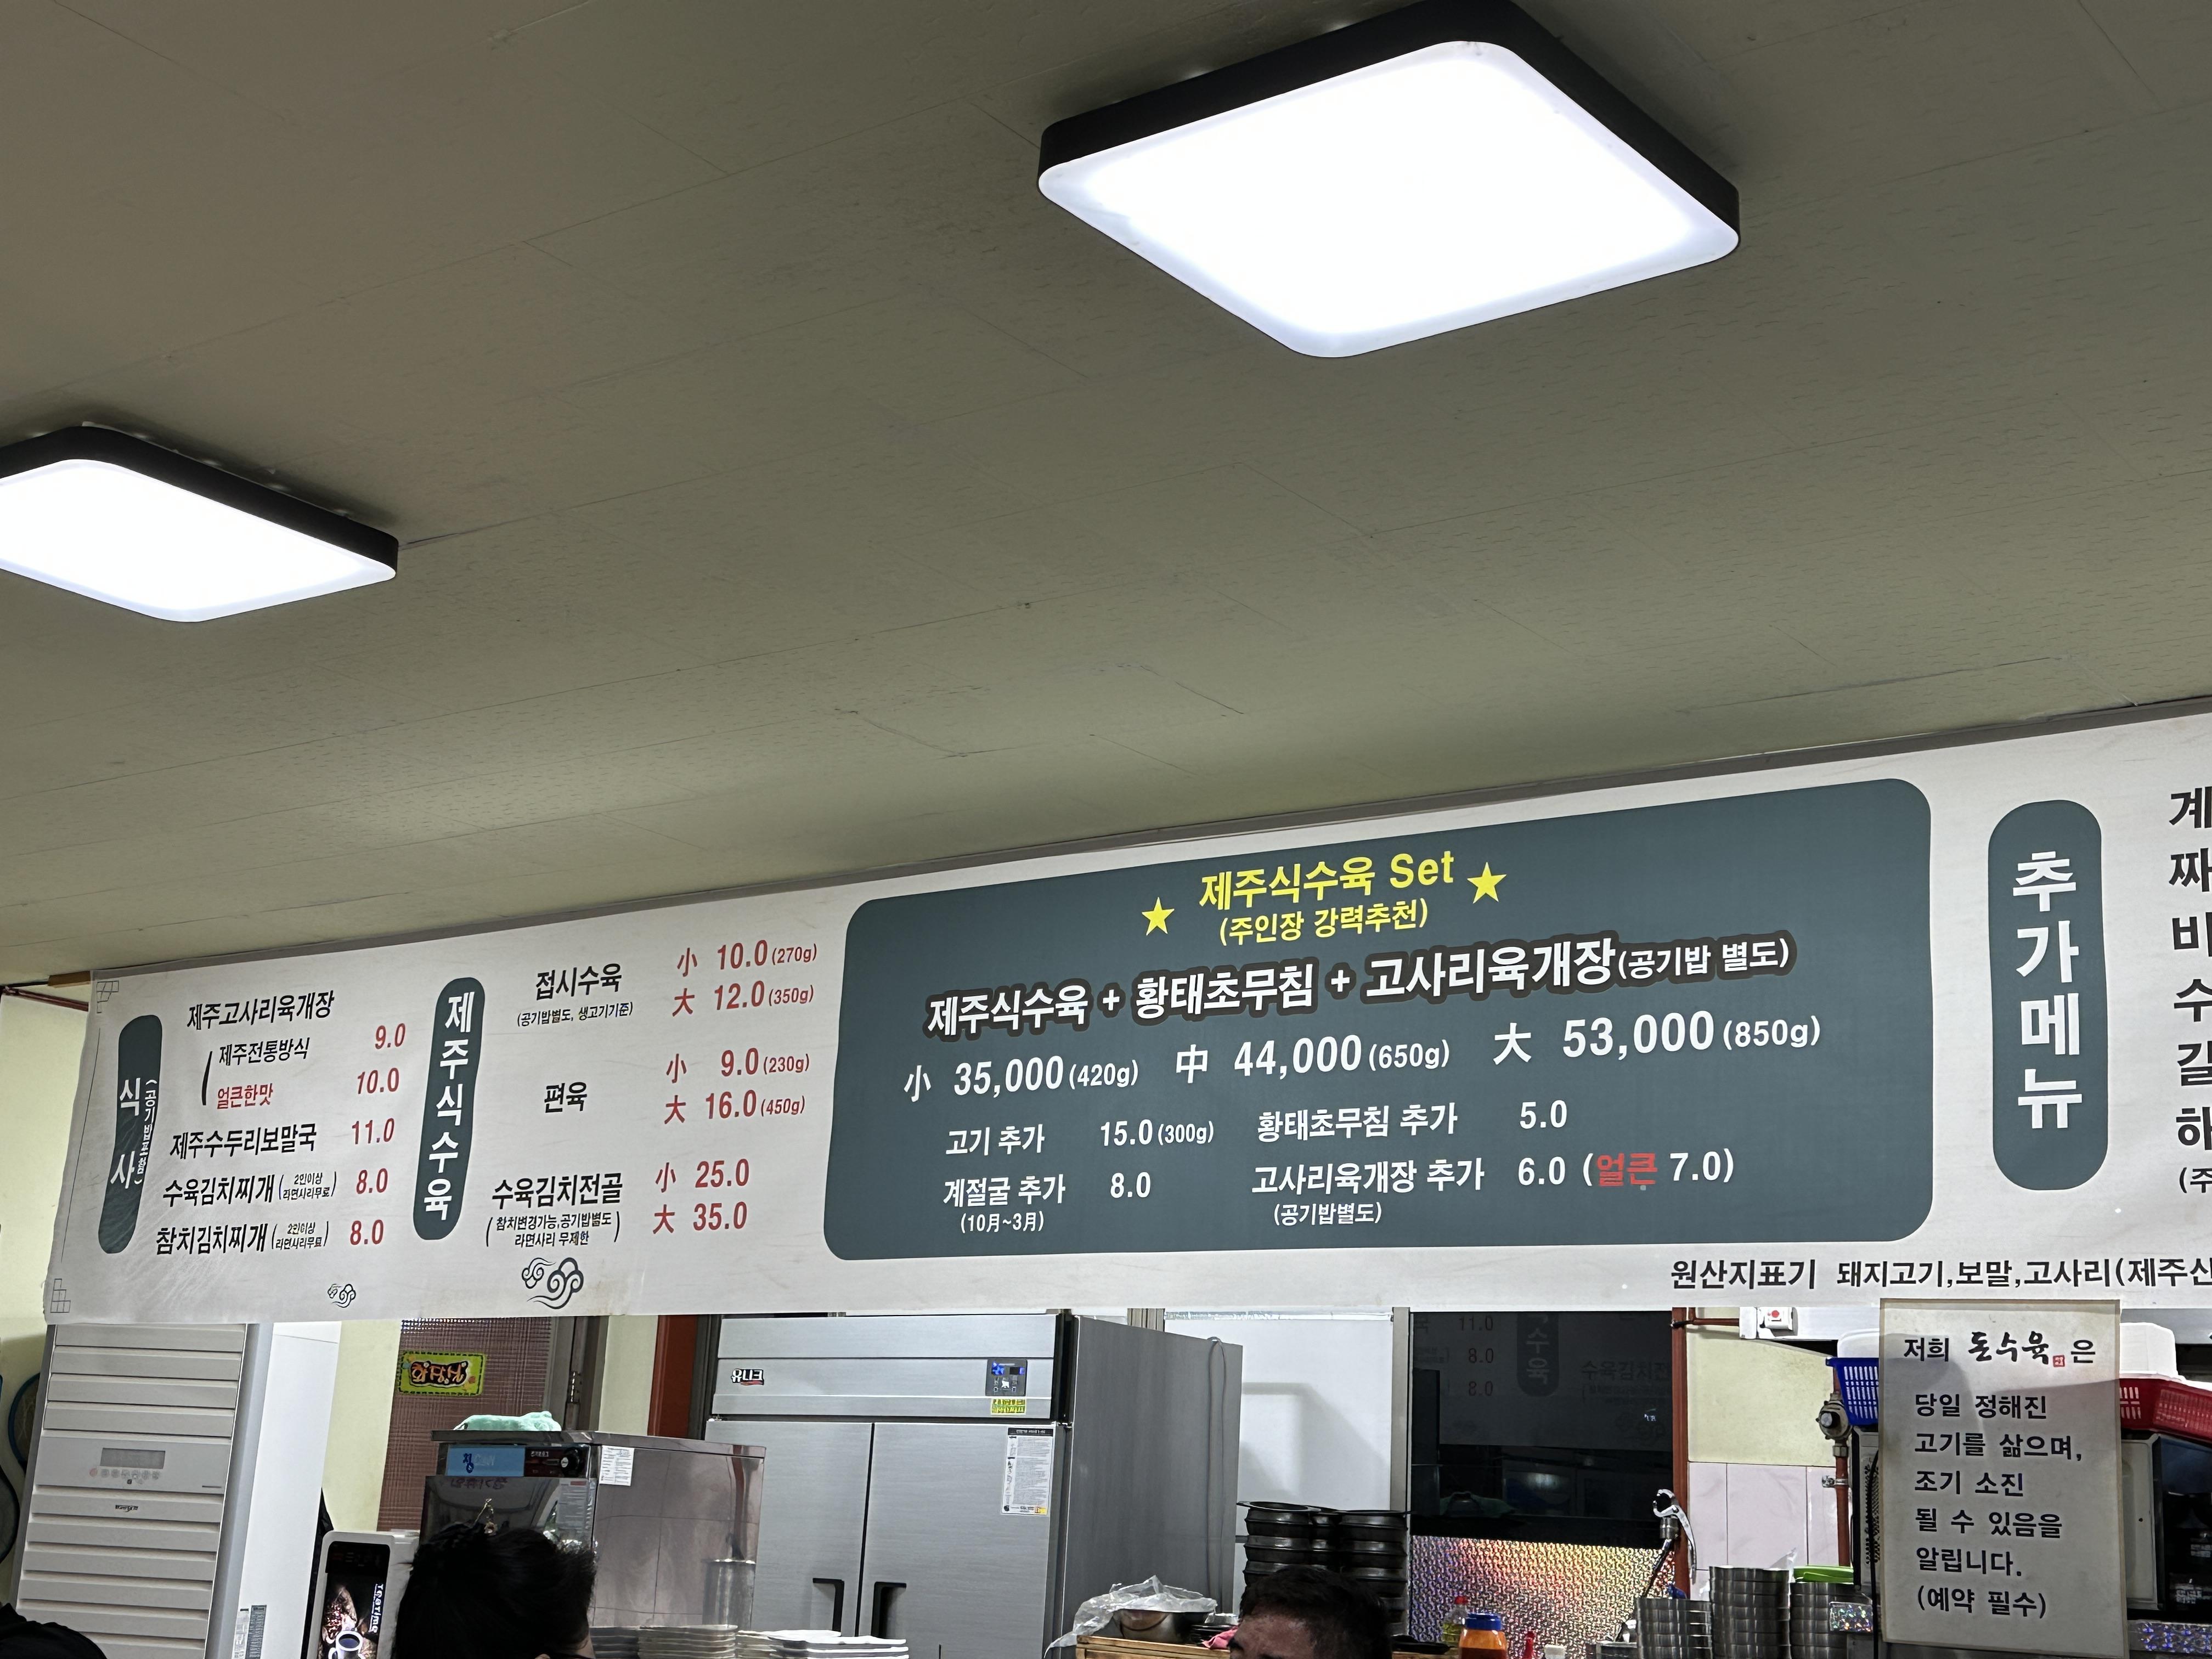 식사
(공기밥포함)
제주고사리육개장
제주전통방식 9.0
얼큰한맛 10.0
제주수두리보말국 11.0
수육김치찌개 (2인이상 라면사리무료) 8.0
참치김치찌개 (2인이상 라면사리무료) 8.0
제주식수육
접시수육 小 10.0 (270g)
(공기밥별도, 생고기기준) 大 12.0 (350g)
편육 小 9.0 (230g)
大 16.0 (450g)
수육김치전골 小 25.0
(참치변경가능,공기밥별도 라면사리 무제한) 大 35.0
★ 제주식수육 Set ★
(주인장 강력추천)
제주식수육 + 황태초무침 + 고사리육개장(공기밥 별도)
小 35,000 (420g) 中 44,000 (650g) 大 53,000 (850g)
고기 추가 15.0 (300g) 황태초무침 추가 5.0
계절굴 추가 8.0 고사리육개장 추가 6.0 (얼큰 7.0)
(10月~3月) (공기밥별도)
추가메뉴
계
짜
비
수
갈
해
(주
원산지표기 돼지고기,보말,고사리(제주산
유니크
저희 돈수육은
당일 정해진
고기를 삶으며,
조기 소진
될 수 있음을
알립니다.
(예약 필수)
화장실